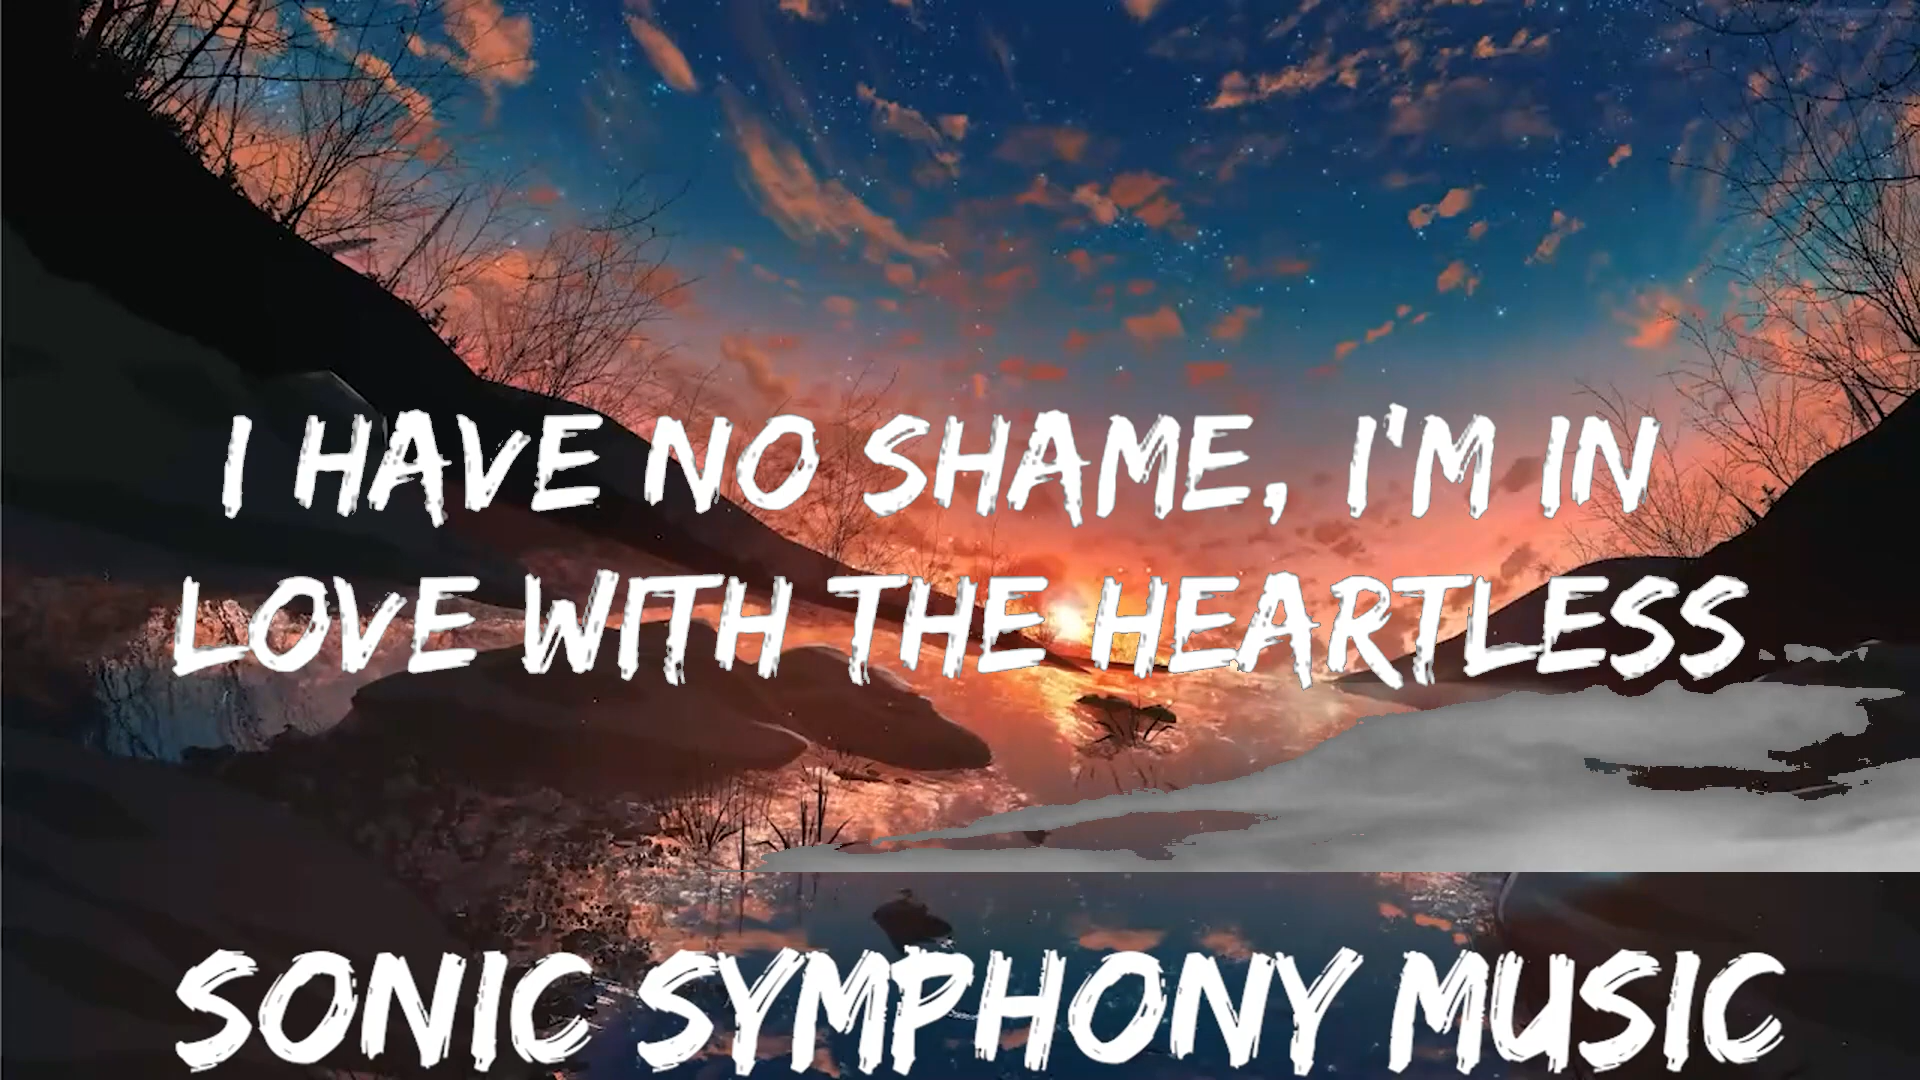 I HAVE NO SHAME, I'M IN
LOVE WITH THE HEARTLESS
SONIC SYMPHONY MUSIC